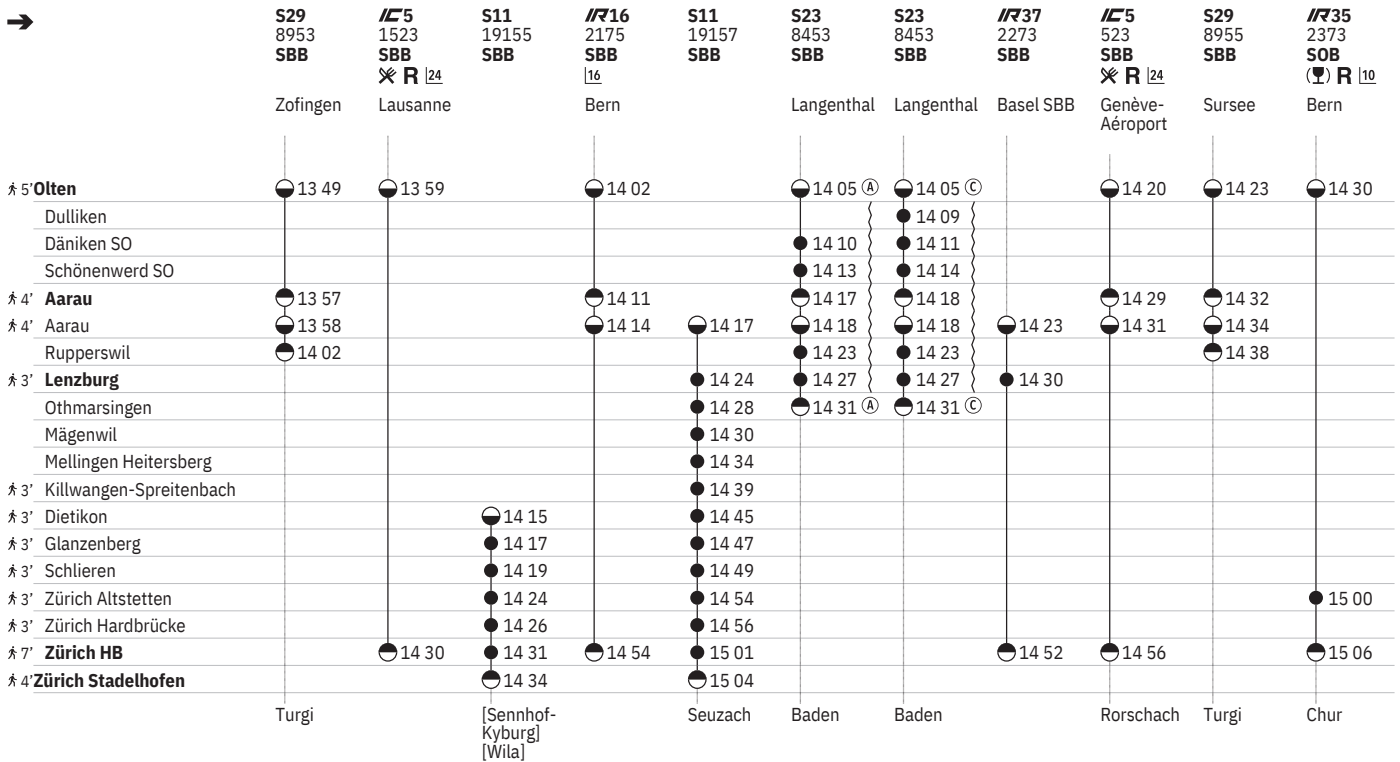 ➔ S29 IC5 S11 IR16 S11 S23 S23 IR37 IC5 S29 IR35
8953 1523 19155 2175 19157 8453 8453 2273 523 8955 2373
SBB SBB SBB SBB SBB SBB SBB SBB SBB SBB SOB
R 24 16 R 24 R 10
Zofingen Lausanne Bern Langenthal Langenthal Basel SBB Genève- Sursee Bern
Aéroport
5' Olten 13 49 13 59 14 02 14 05 A 14 05 C 14 20 14 23 14 30
Dulliken 14 09
Däniken SO 14 10 14 11
Schönenwerd SO 14 13 14 14
4' Aarau 13 57 14 11 14 17 14 18 14 29 14 32
4' Aarau 13 58 14 14 14 17 14 18 14 18 14 23 14 31 14 34
Rupperswil 14 02 14 23 14 23 14 38
3' Lenzburg 14 24 14 27 14 27 14 30
Othmarsingen 14 28 14 31 A 14 31 C
Mägenwil 14 30
Mellingen Heitersberg 14 34
3' Killwangen-Spreitenbach 14 39
3' Dietikon 14 15 14 45
3' Glanzenberg 14 17 14 47
3' Schlieren 14 19 14 49
3' Zürich Altstetten 14 24 14 54 15 00
3' Zürich Hardbrücke 14 26 14 56
7' Zürich HB 14 30 14 31 14 54 15 01 14 52 14 56 15 06
4' Zürich Stadelhofen 14 34 15 04
Turgi [Sennhof- Seuzach Baden Baden Rorschach Turgi Chur
Kyburg]
[Wila]